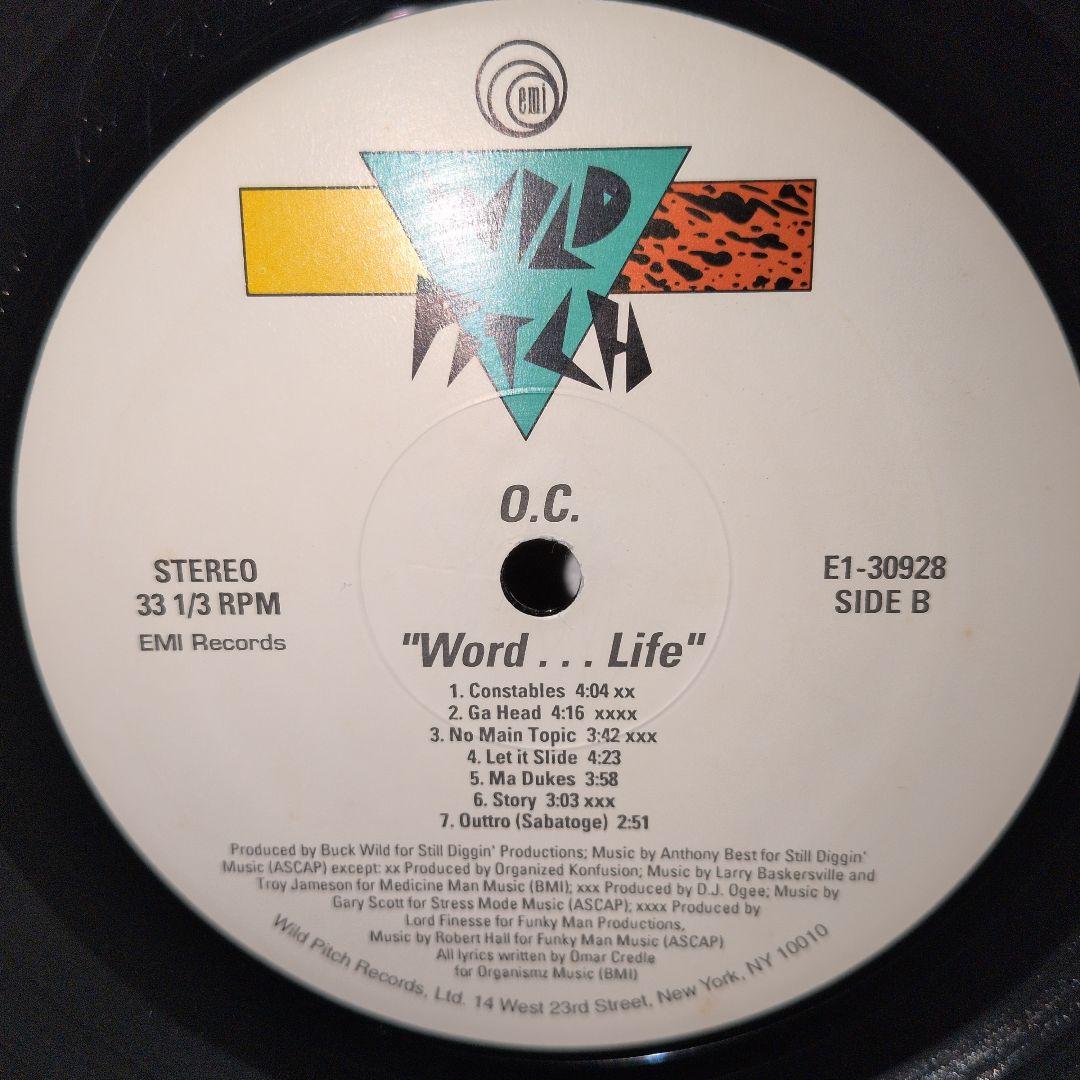 emi
WILD
PITCH
O.C.
STEREO
33 1/3 RPM
EMI Records
E1-30928
SIDE B
"Word . . . Life"
1. Constables 4:04 xx
2. Ga Head 4:16 xxxx
3. No Main Topic 3:42 xxx
4. Let it Slide 4:23
5. Ma Dukes 3:58
6. Story 3:03 xxx
7. Outtro (Sabatoge) 2:51
Produced by Buck Wild for Still Diggin' Productions; Music by Anthony Best for Still Diggin'
Music (ASCAP) except: xx Produced by Organized Konfusion; Music by Larry Baskersville and
Troy Jameson for Medicine Man Music (BMI); xxx Produced by D.J. Ogee; Music by
Gary Scott for Stress Mode Music (ASCAP); xxxx Produced by
Lord Finesse for Funky Man Productions,
Music by Robert Hall for Funky Man Music (ASCAP)
All lyrics written by Omar Credle
for Organismz Music (BMI)
Wild Pitch Records, Ltd. 14 West 23rd Street, New York, NY 10010